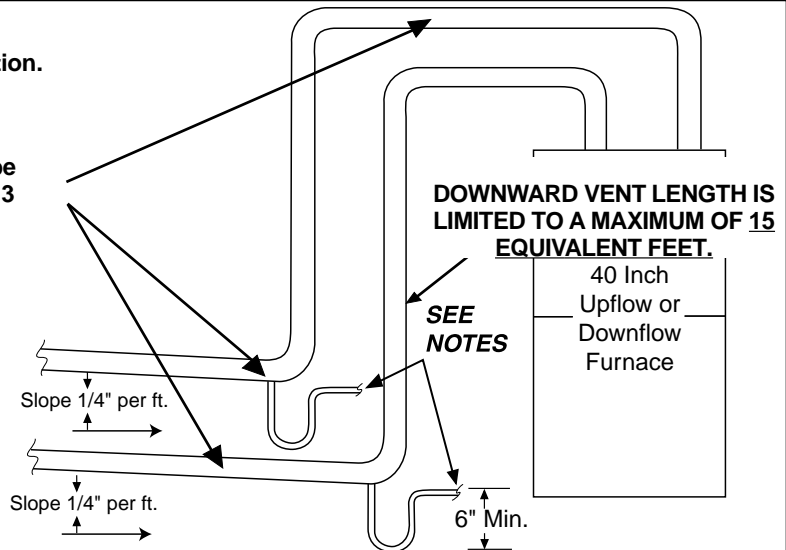 tion.
pe
3
DOWNWARD VENT LENGTH IS
LIMITED TO A MAXIMUM OF 15
EQUIVALENT FEET.
40 Inch
Upflow or
Downflow
Furnace
SEE
NOTES
Slope 1/4" per ft.
Slope 1/4" per ft.
6" Min.